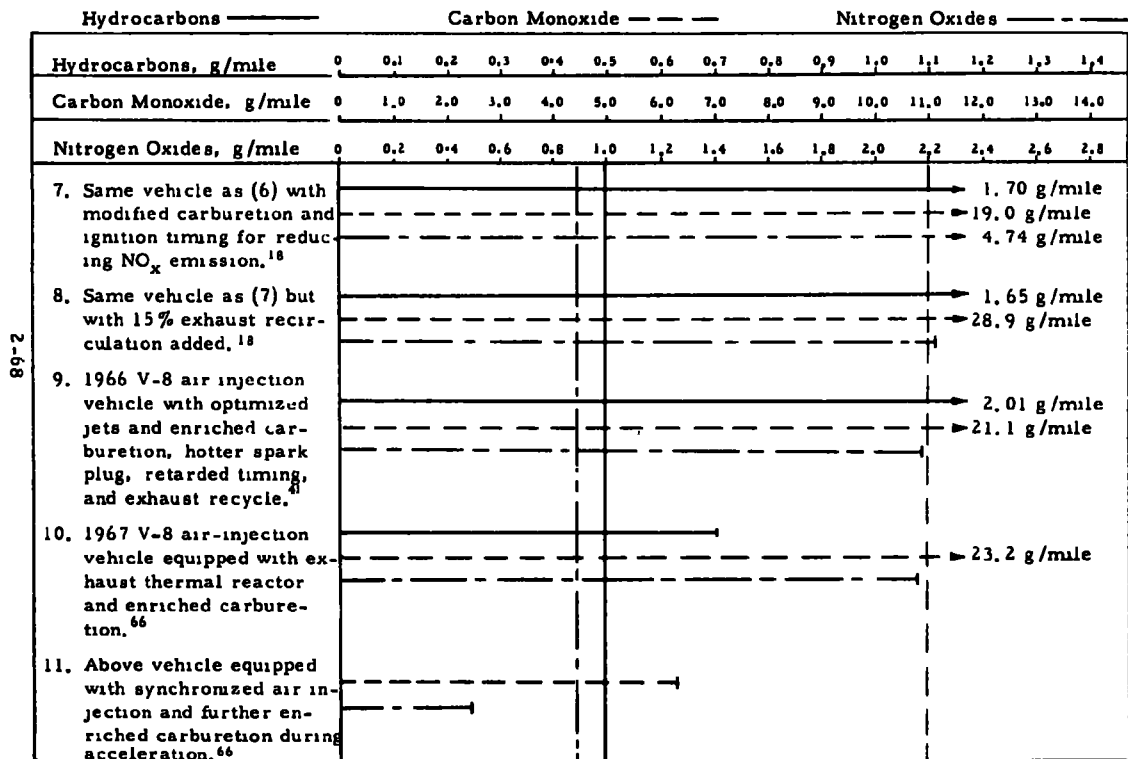 Hydrocarbons Carbon Monoxide Nitrogen Oxides
Hydrocarbons, g/mile 0 0.1 0.2 0.3 0.4 0.5 0.6 0.7 0.8 0.9 1.0 1.1 1.2 1.3 1.4
Carbon Monoxide, g/mile 0 1.0 2.0 3.0 4.0 5.0 6.0 7.0 8.0 9.0 10.0 11.0 12.0 13.0 14.0
Nitrogen Oxides, g/mile 0 0.2 0.4 0.6 0.8 1.0 1.2 1.4 1.6 1.8 2.0 2.2 2.4 2.6 2.8
7. Same vehicle as (6) with
modified carburetion and
ignition timing for reduc-
ing NOx emission.18
1.70 g/mile
19.0 g/mile
4.74 g/mile
8. Same vehicle as (7) but
with 15% exhaust recir-
culation added.18
1.65 g/mile
28.9 g/mile
9. 1966 V-8 air injection
vehicle with optimized
jets and enriched car-
buretion, hotter spark
plug, retarded timing,
and exhaust recycle.41
2.01 g/mile
21.1 g/mile
10. 1967 V-8 air-injection
vehicle equipped with ex-
haust thermal reactor
and enriched carbure-
tion.66
23.2 g/mile
11. Above vehicle equipped
with synchronized air in-
jection and further en-
riched carburetion during
acceleration.66
2-68